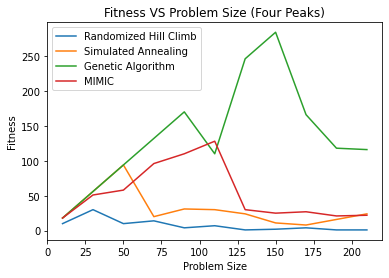 Fitness VS Problem Size (Four Peaks)
Randomized Hill Climb
Simulated Annealing
Genetic Algorithm
MIMIC
Fitness
250
200
150
100
50
0
0 25 50 75 100 125 150 175 200
Problem Size